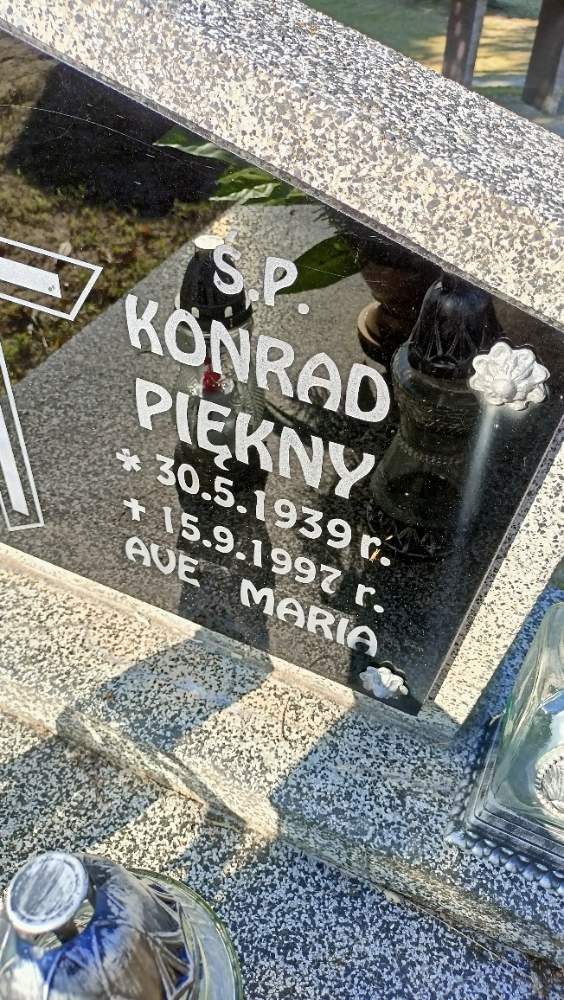 Ś.P.
KONRAD
PIĘKNY
* 30.5.1939 r.
+ 15.9.1997 r.
AVE MARIA